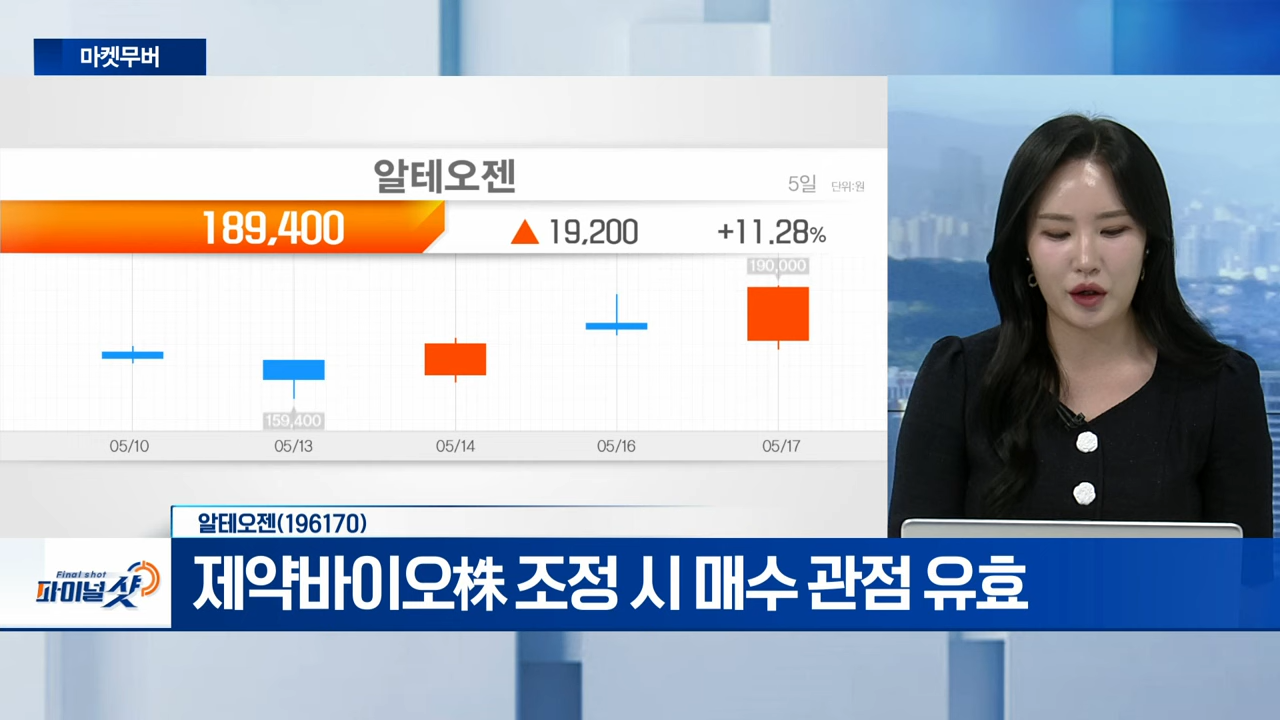 마켓무버
알테오젠
5일 단위:원
189,400 ▲ 19,200 +11.28%
190,000
159,400
05/10 05/13 05/14 05/16 05/17
알테오젠(196170)
Final shot
파이널샷
제약바이오株 조정 시 매수 관점 유효